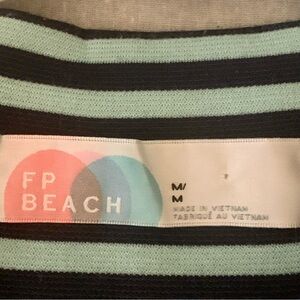 FP
BEACH
M/
M
MADE IN VIETNAM
FABRIQUÉ AU VIETNAM